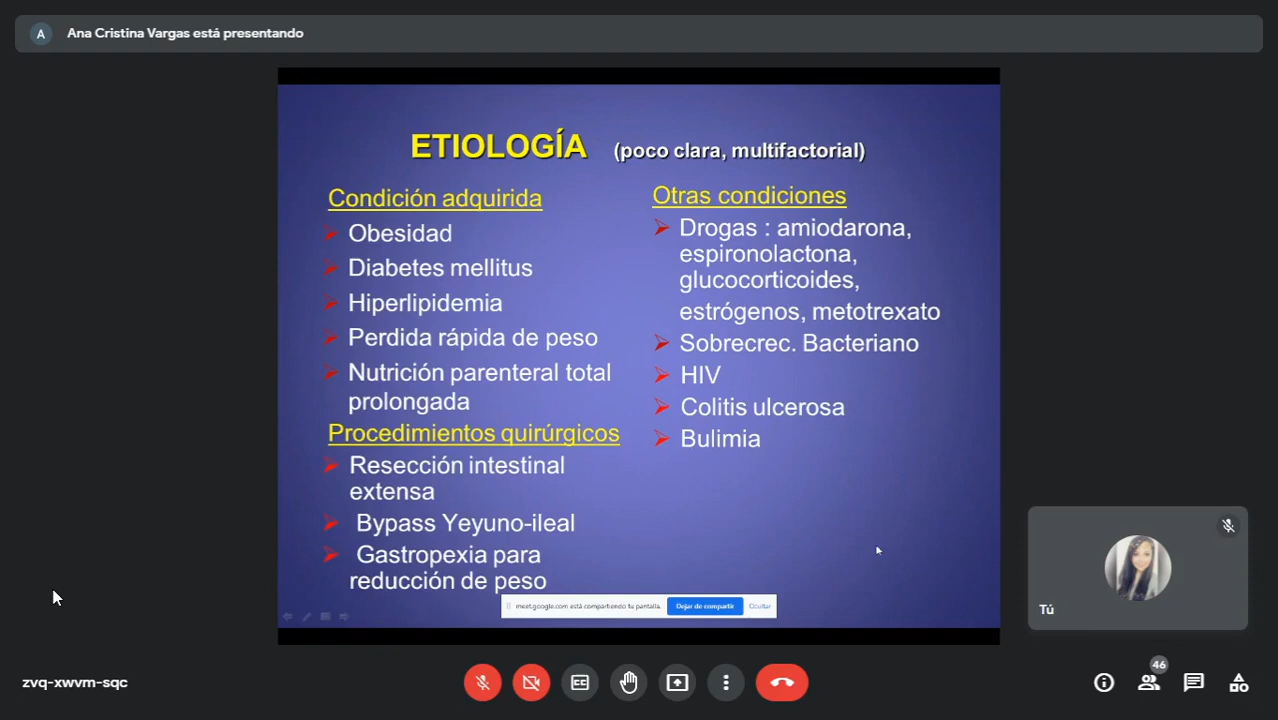 A
Ana Cristina Vargas está presentando
ETIOLOGÍA (poco clara, multifactorial)
Condición adquirida
Obesidad
Diabetes mellitus
Hiperlipidemia
Perdida rápida de peso
Nutrición parenteral total
prolongada
Procedimientos quirúrgicos
Resección intestinal
extensa
Bypass Yeyuno-ileal
Gastropexia para
reducción de peso
Otras condiciones
Drogas : amiodarona,
espironolactona,
glucocorticoides,
estrógenos, metotrexato
Sobrecrec. Bacteriano
HIV
Colitis ulcerosa
Bulimia
meet.google.com está compartiendo tu pantalla.
Dejar de compartir
Ocultar
Tú
zvq-xwvm-sqc
CC
46